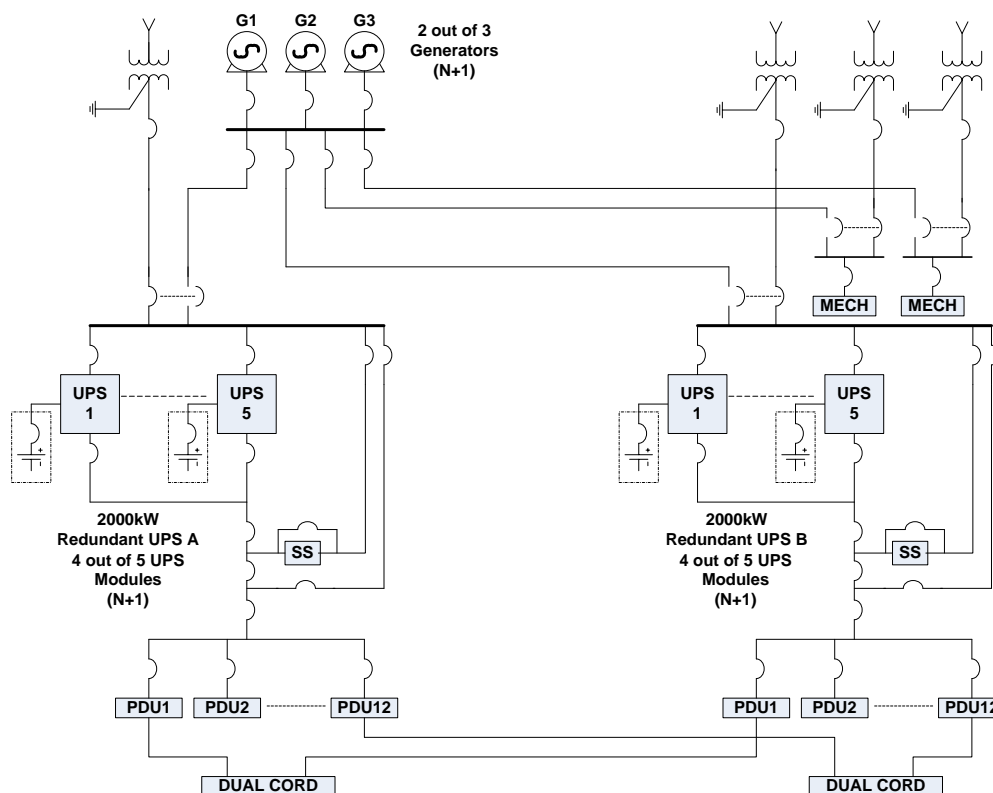 G1 G2 G3
2 out of 3
Generators
(N+1)
MECH MECH
UPS
1
UPS
5
UPS
1
UPS
5
2000kW
Redundant UPS A
4 out of 5 UPS
Modules
(N+1)
SS
2000kW
Redundant UPS B
4 out of 5 UPS
Modules
(N+1)
SS
PDU1 PDU2 PDU12
PDU1 PDU2 PDU12
DUAL CORD DUAL CORD